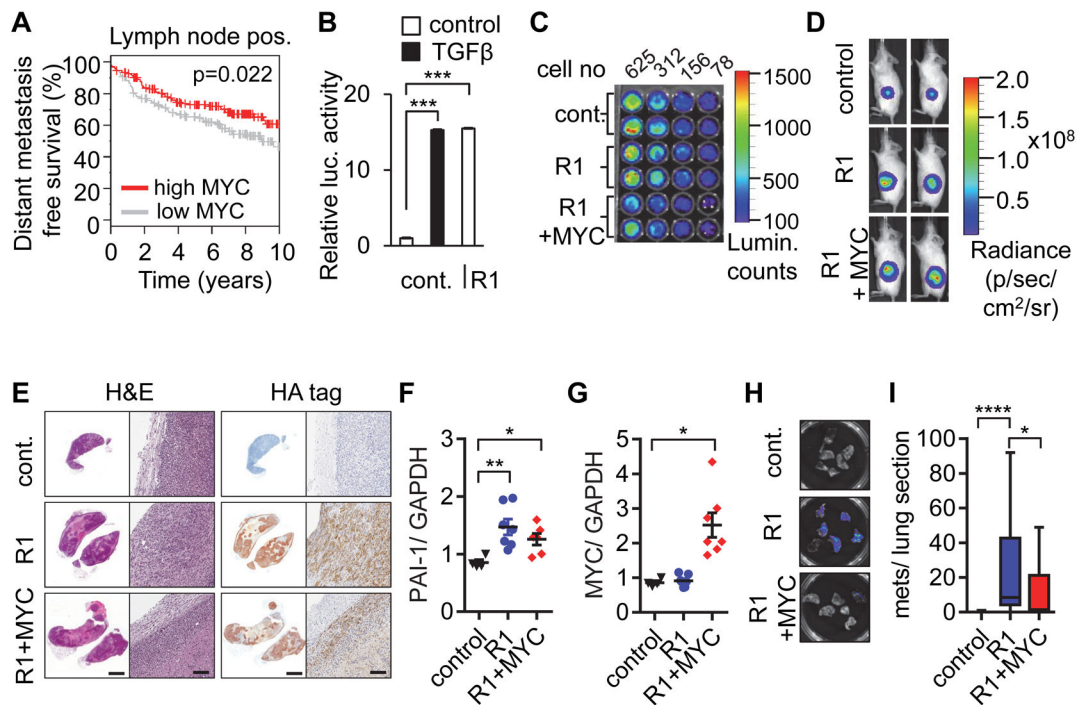 A
Lymph node pos.
p=0.022
Distant metastasis
free survival (%)
100
80
60
40
20
0
high MYC
low MYC
0 2 4 6 8 10
Time (years)
B
control
TGFβ
***
***
Relative luc. activity
20
10
0
cont. R1
C
cell no
625 312 156 78
cont.
R1
R1
+MYC
1500
1000
500
100
Lumin.
counts
D
control
R1
R1
+ MYC
2.0
1.5
1.0
0.5
x10⁸
Radiance
(p/sec/
cm²/sr)
E
H&E
HA tag
cont.
R1
R1+MYC
F
*
**
PAI-1/ GAPDH
3
2
1
0
control
R1
R1+MYC
G
*
MYC/ GAPDH
5
4
3
2
1
0
control
R1
R1+MYC
H
cont.
R1
R1
+MYC
I
****
*
mets/ lung section
100
80
60
40
20
0
control
R1
R1+MYC